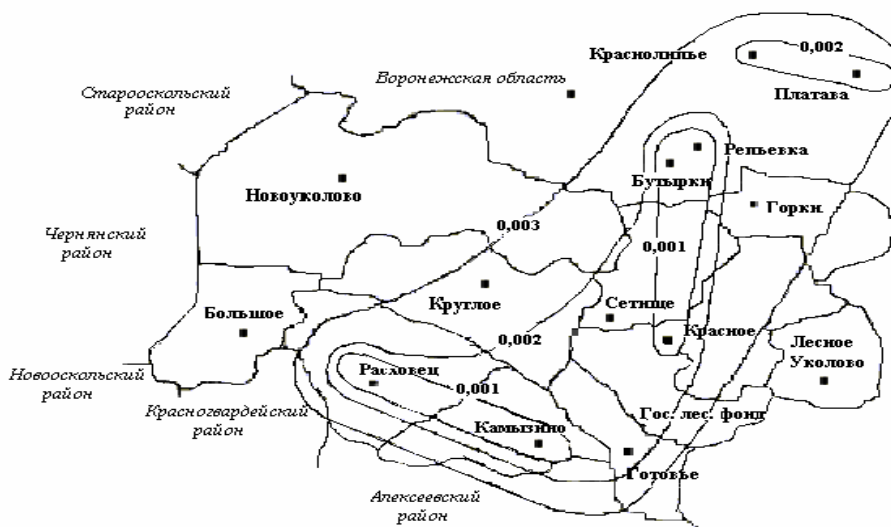 Краснолипье
0,002
Воронежская область
Старооскольский
район
Платава
Репьевка
Бутырки
Новоуколово
Горки
0,003
Чернянский
район
0,001
Круглое
Сетище
Большое
Красное
0,002
Лесное
Уколово
Новооскольский
район
Расховец
0,001
Красногвардейский
район
Гос. лес. фонд
Камызино
Готовье
Алексеевский
район